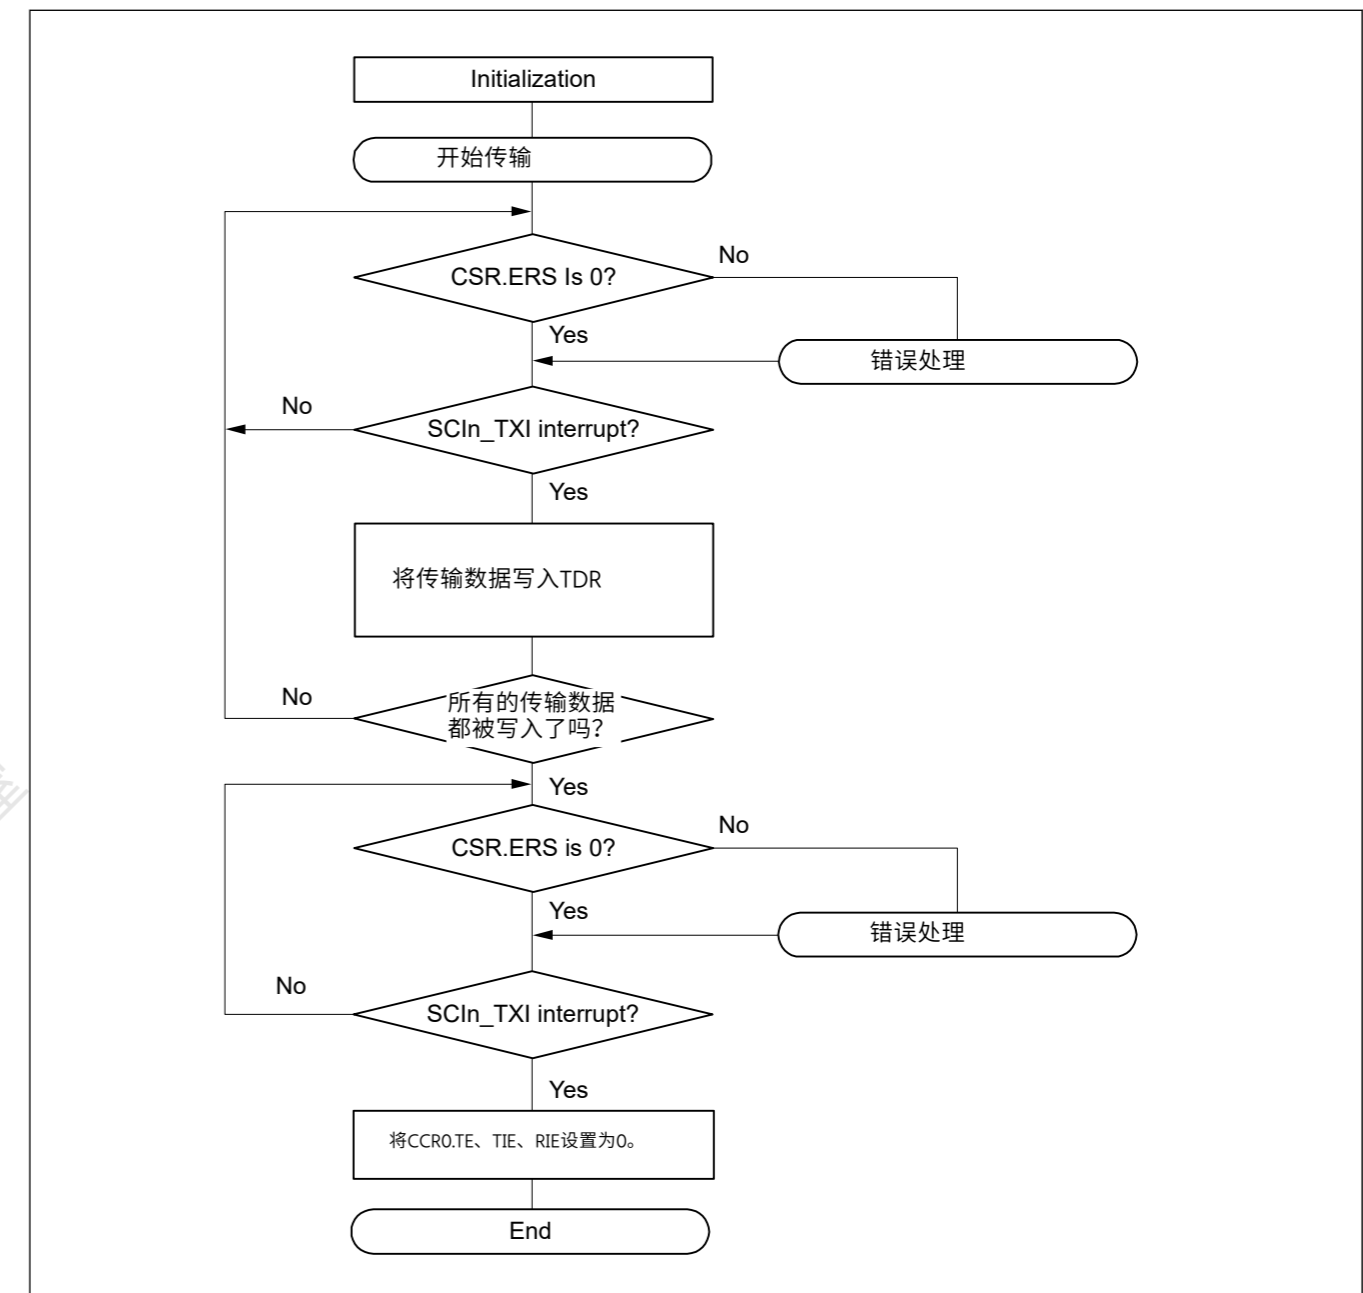 Initialization
开始传输
CSR.ERS Is 0?
No
Yes
错误处理
No
SCIn_TXI interrupt?
Yes
将传输数据写入TDR
No
所有的传输数据
都被写入了吗？
Yes
CSR.ERS is 0?
No
Yes
错误处理
No
SCIn_TXI interrupt?
Yes
将CCR0.TE、TIE、RIE设置为0。
End